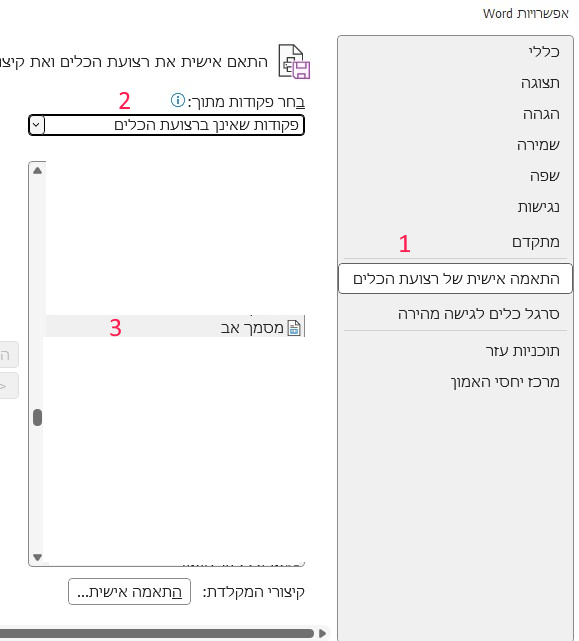 אפשרויות Word
כללי
תצוגה
הגהה
שמירה
שפה
נגישות
מתקדם
1
התאמה אישית של רצועת הכלים
סרגל כלים לגישה מהירה
תוכניות עזר
מרכז יחסי האמון
התאם אישית את רצועת הכלים ואת
בחר פקודות מתוך:
2
פקודות שאינן ברצועת הכלים
מסמך אב
3
קיצורי המקלדת:
התאמה אישית...